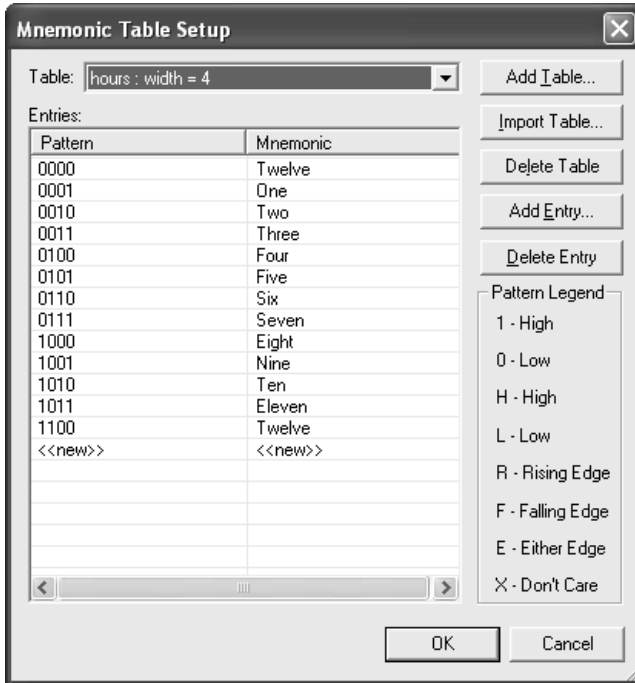 Mnemonic Table Setup
Table: hours : width = 4
Add Table...
Entries:
Import Table...
Pattern Mnemonic
0000 Twelve
0001 One
0010 Two
0011 Three
0100 Four
0101 Five
0110 Six
0111 Seven
1000 Eight
1001 Nine
1010 Ten
1011 Eleven
1100 Twelve
<<new>> <<new>>
Delete Table
Add Entry...
Delete Entry
Pattern Legend
1 - High
0 - Low
H - High
L - Low
R - Rising Edge
F - Falling Edge
E - Either Edge
X - Don't Care
OK Cancel